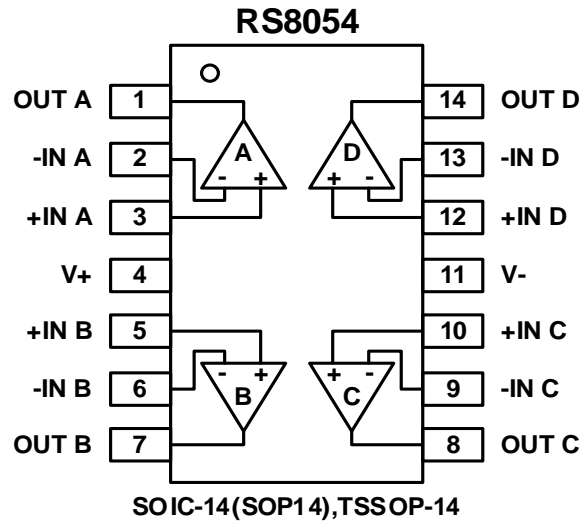 RS8054
OUT A 1 14 OUT D
A D
-IN A 2 13 -IN D
- + + -
+IN A 3 12 +IN D
V+ 4 11 V-
+IN B 5 10 +IN C
- + + -
-IN B 6 9 -IN C
B C
OUT B 7 8 OUT C
SOIC-14(SOP14),TSSOP-14